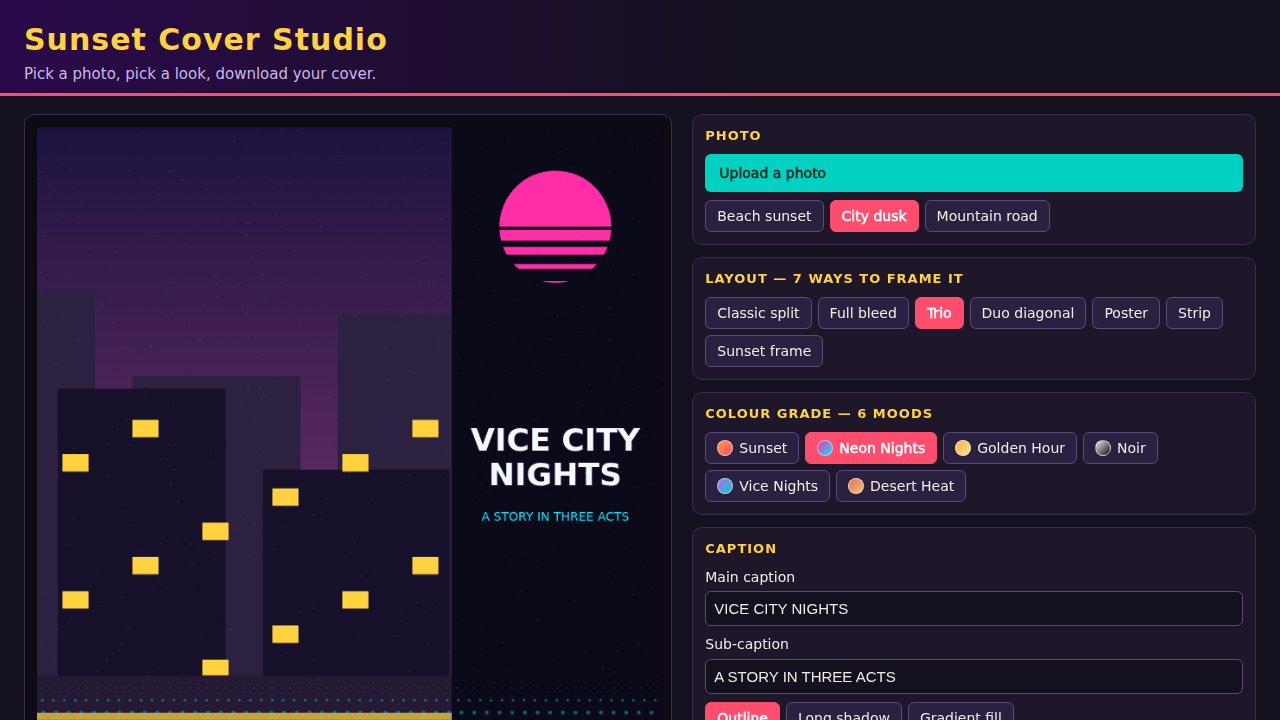 Sunset Cover Studio
Pick a photo, pick a look, download your cover.
VICE CITY
NIGHTS
A STORY IN THREE ACTS
PHOTO
Upload a photo
Beach sunset
City dusk
Mountain road
LAYOUT — 7 WAYS TO FRAME IT
Classic split
Full bleed
Trio
Duo diagonal
Poster
Strip
Sunset frame
COLOUR GRADE — 6 MOODS
Sunset
Neon Nights
Golden Hour
Noir
Vice Nights
Desert Heat
CAPTION
Main caption
VICE CITY NIGHTS
Sub-caption
A STORY IN THREE ACTS
Outline
Long shadow
Gradient fill